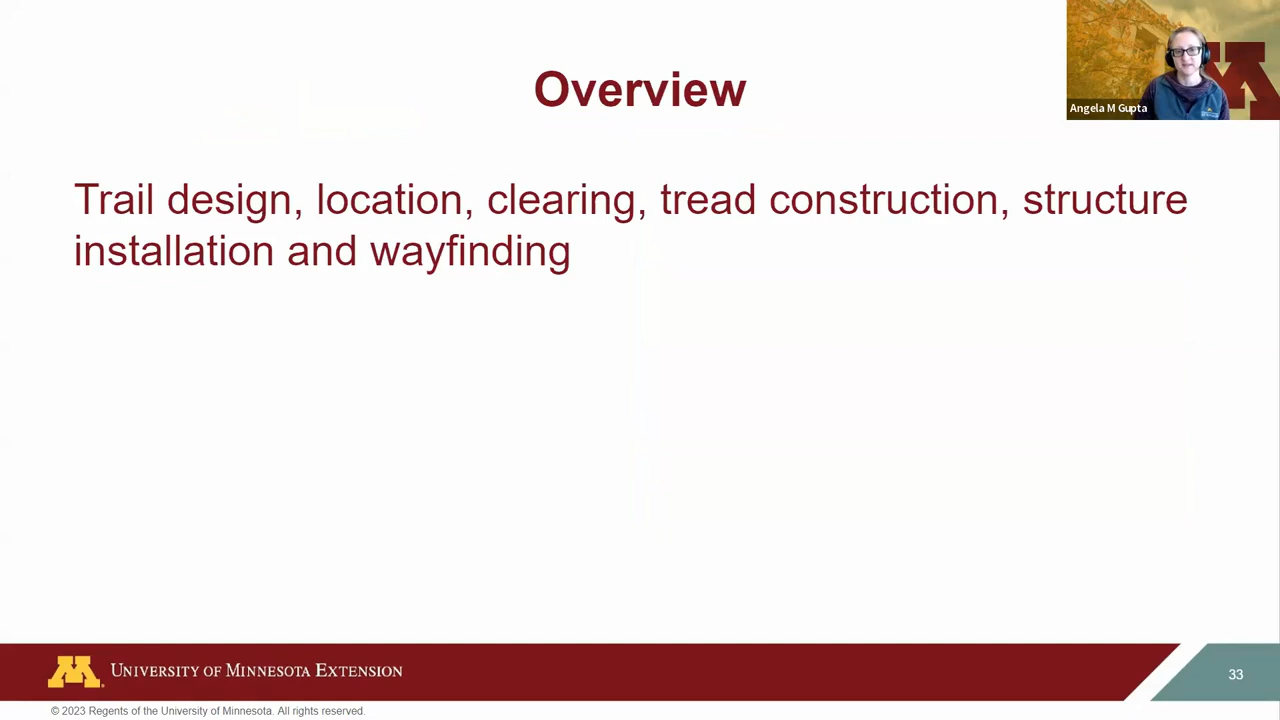 Overview
Angela M Gupta
Trail design, location, clearing, tread construction, structure
installation and wayfinding
UNIVERSITY OF MINNESOTA EXTENSION
33
© 2023 Regents of the University of Minnesota. All rights reserved.